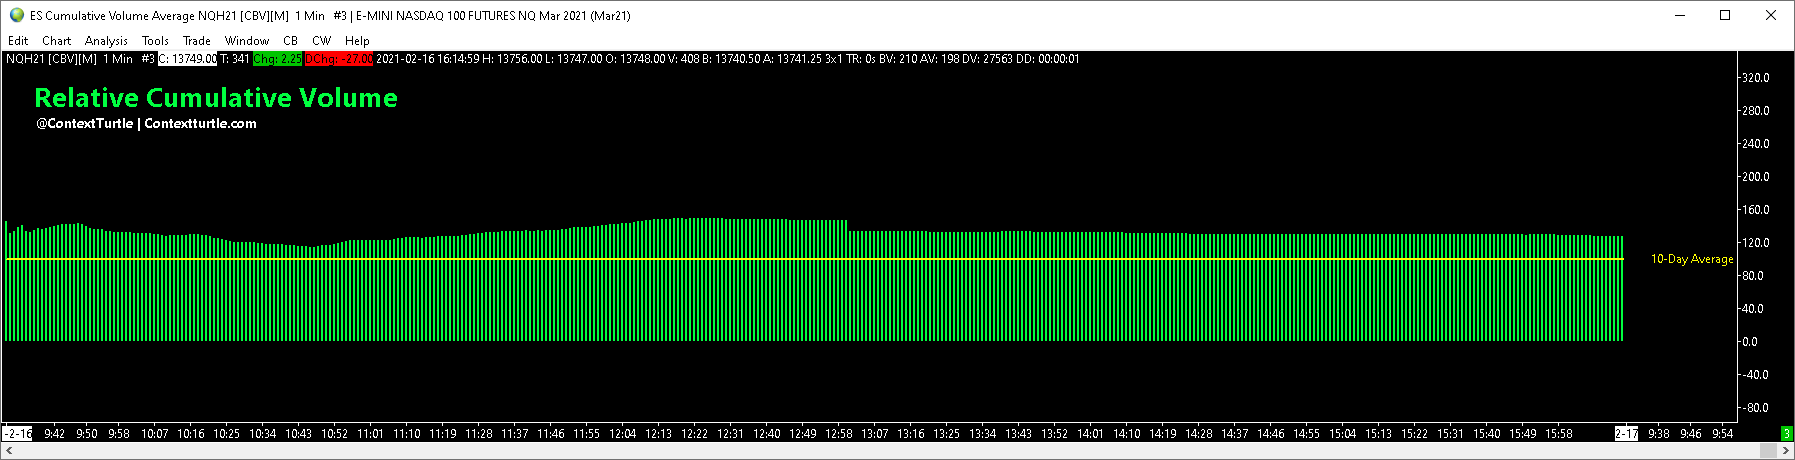 ES Cumulative Volume Average NQH21 [CBV][M] 1 Min #3 | E-MINI NASDAQ 100 FUTURES NQ Mar 2021 (Mar21)
Edit Chart Analysis Tools Trade Window CB CW Help
NQH21 [CBV][M] 1 Min #3 C: 13749.00 T: 341 Chg: 2.25 DChg: -27.00 2021-02-16 16:14:59 H: 13756.00 L: 13747.00 O: 13748.00 V: 408 B: 13740.50 A: 13741.25 3x1 TR: 0s BV: 210 AV: 198 DV: 27563 DD: 00:00:01
Relative Cumulative Volume
@ContextTurtle | Contextturtle.com
320.0
280.0
240.0
200.0
160.0
120.0
10-Day Average
80.0
40.0
0.0
-40.0
-80.0
-2-16 9:42 9:50 9:58 10:07 10:16 10:25 10:34 10:43 10:52 11:01 11:10 11:19 11:28 11:37 11:46 11:55 12:04 12:13 12:22 12:31 12:40 12:49 12:58 13:07 13:16 13:25 13:34 13:43 13:52 14:01 14:10 14:19 14:28 14:37 14:46 14:55 15:04 15:13 15:22 15:31 15:40 15:49 15:58 2-17 9:38 9:46 9:54 3